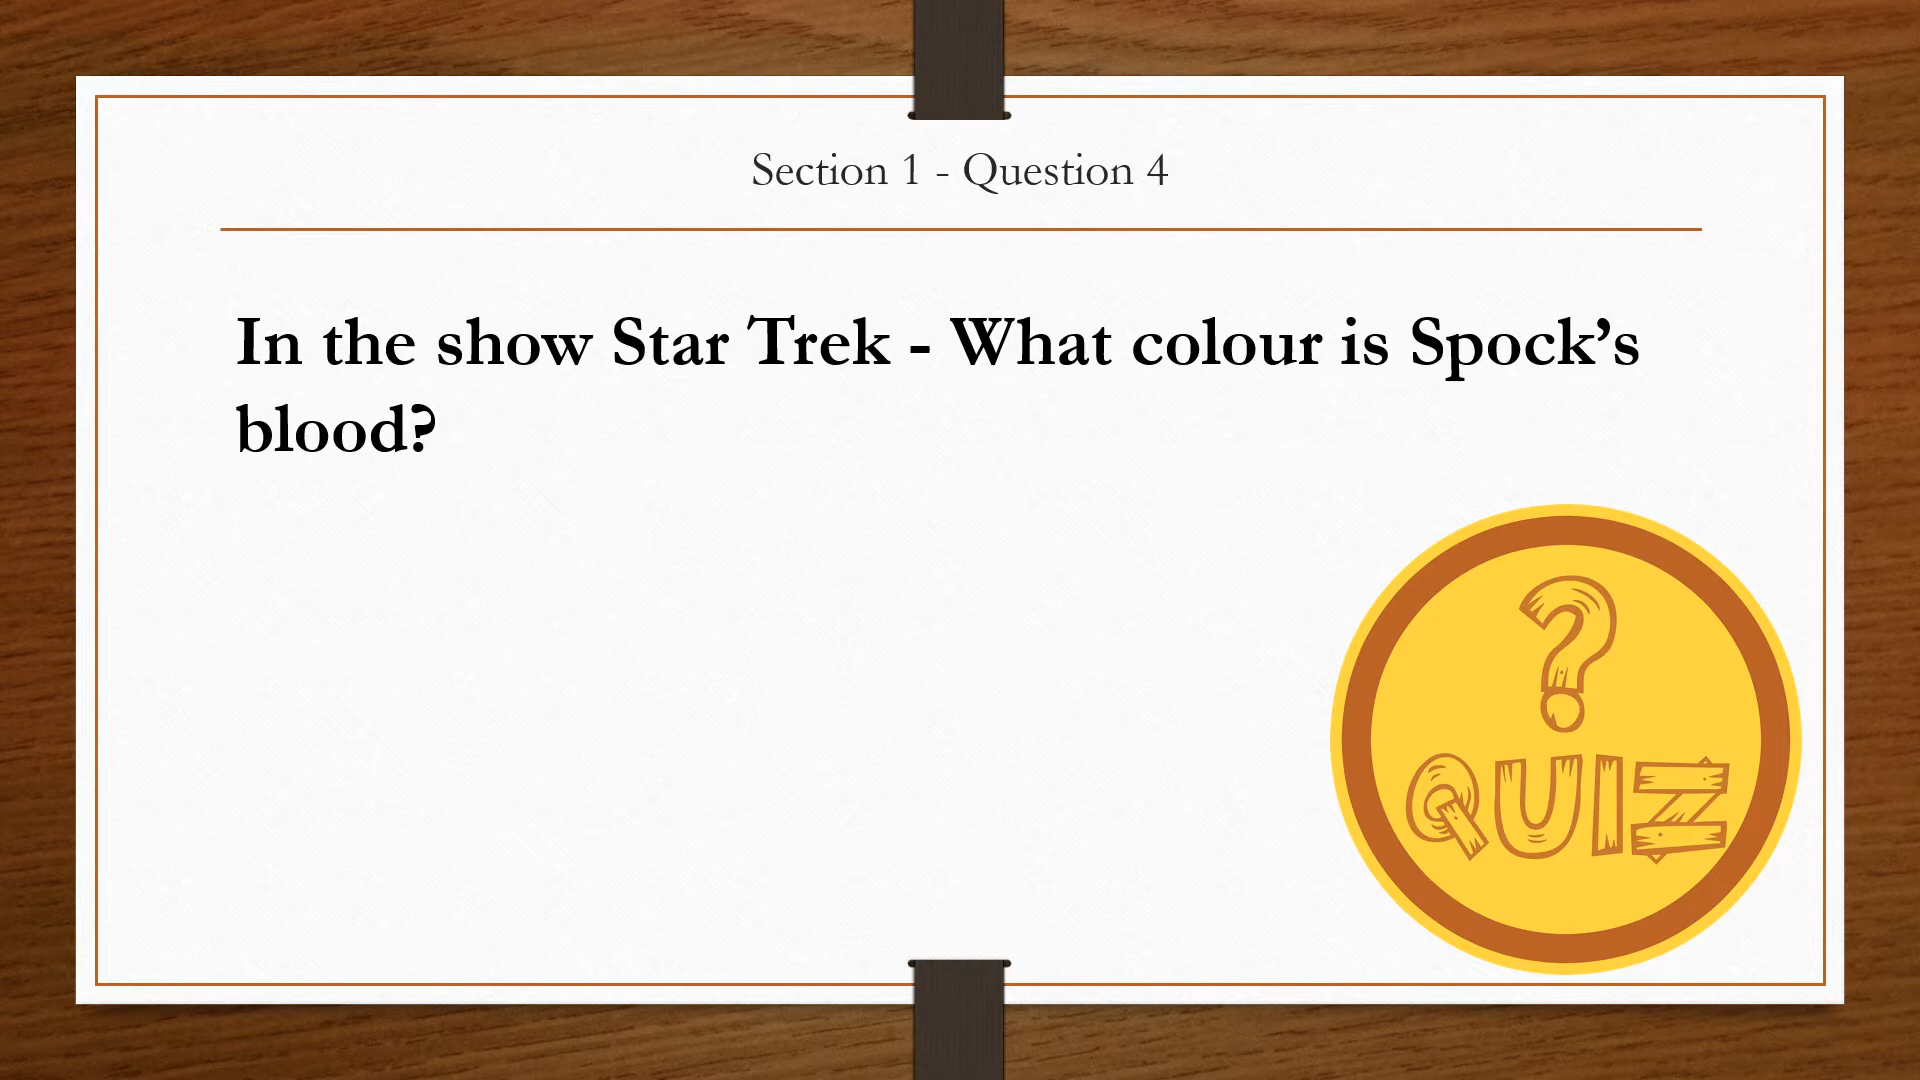 Section 1 - Question 4
In the show Star Trek - What colour is Spock’s
blood?
?
QUIZ